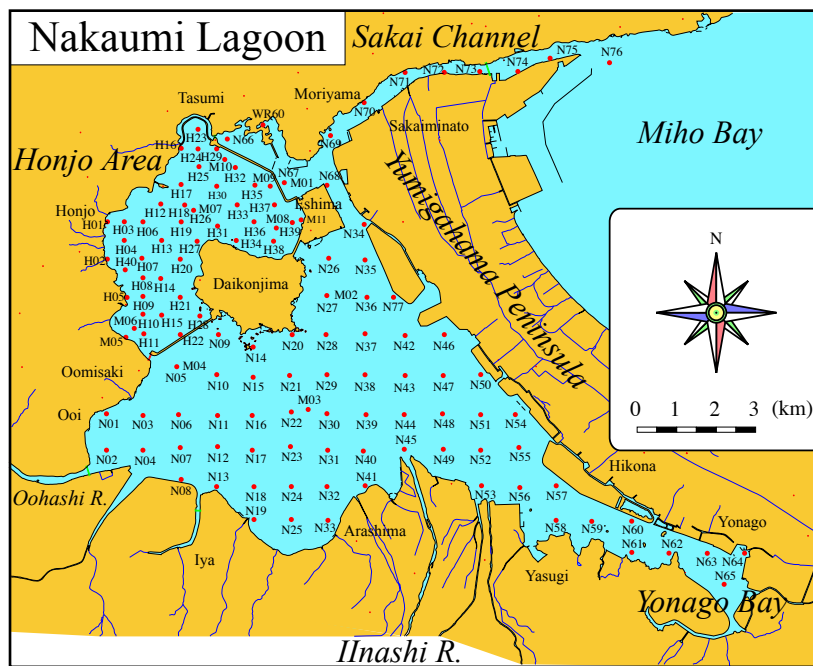 Nakaumi Lagoon
Sakai Channel
N75
N76
N74
N73
N72
N71
Moriyama
N70
Tasumi
WR60
Sakaiminato
Miho Bay
H23
N66
N69
H16
H24
H29
M10
Honjo Area
H25
H32
N67
M09
M01
N68
Yumigahama Peninsula
H17
H30
H35
Eshima
H12
H18
M07
H33
H37
Honjo
H01
H03
H06
H26
M08
M11
H19
H31
H36
H39
N34
H04
H13
H27
H34
H38
N
H02
H40
H07
H20
N26
N35
H08
H14
Daikonjima
H05
H09
H21
N27
M02
N36
N77
M06
H10
H15
H28
M05
H11
H22
N09
N14
N20
N28
N37
N42
N46
Oomisaki
N05
M04
N10
N15
N21
N29
N38
N43
N47
N50
M03
Ooi
N01
N03
N06
N11
N16
N22
N30
N39
N44
N48
N51
N54
0 1 2 3 (km)
N45
N02
N04
N07
N12
N17
N23
N31
N40
N49
N52
N55
Hikona
Oohashi R.
N08
N13
N18
N24
N32
N41
N53
N56
N57
N19
N25
N33
Arashima
N58
N59
N60
Yonago
Iya
N61
N62
N63
N64
Yasugi
N65
Yonago Bay
IInashi R.